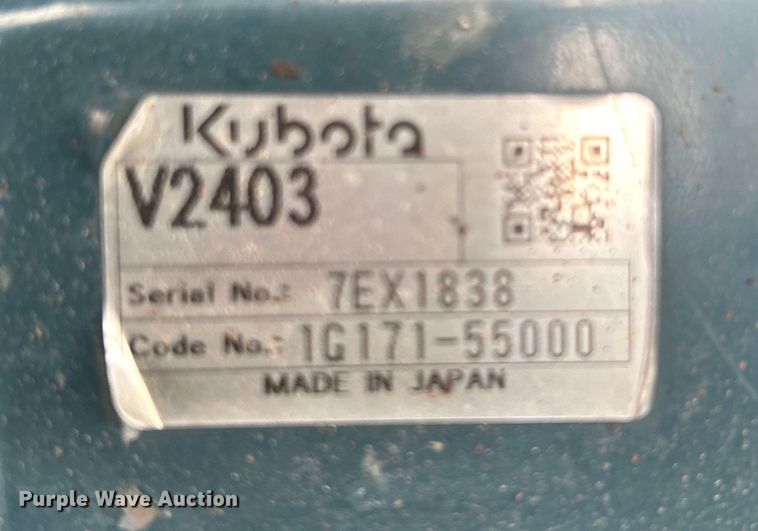 Kubota
V2403
Serial No.: 7EX1838
Code No.: 1G171-55000
MADE IN JAPAN
Purple Wave Auction